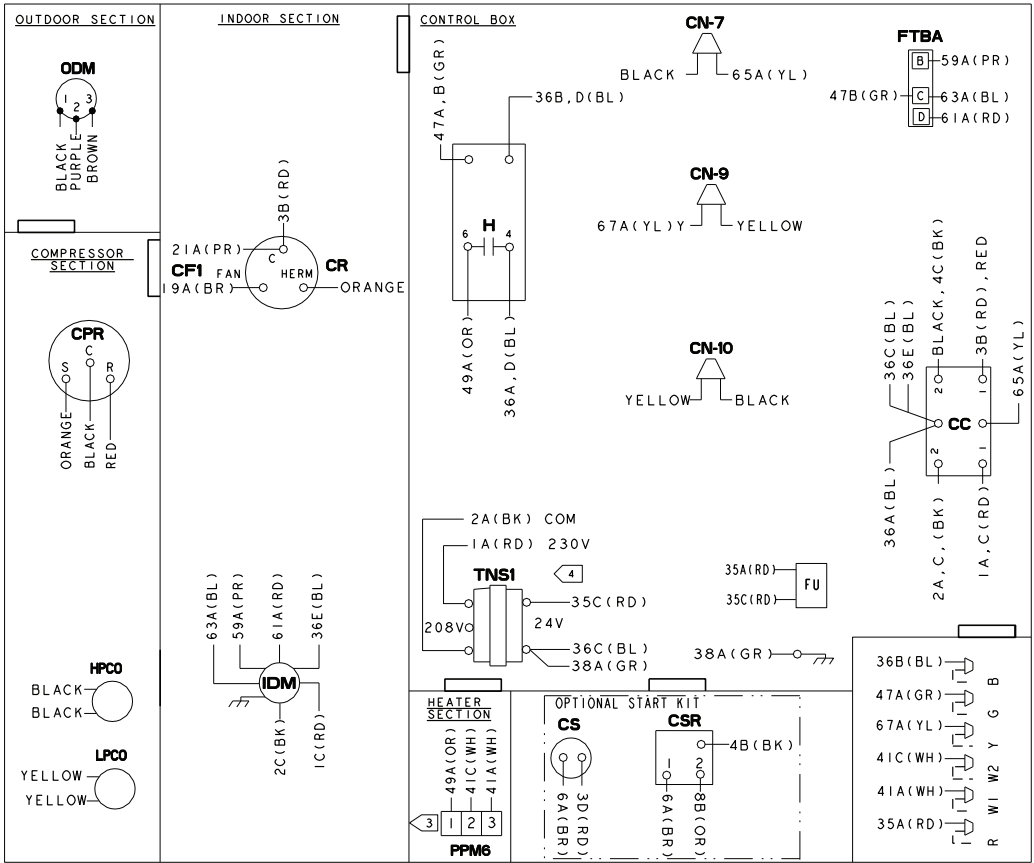 OUTDOOR SECTION
ODM
1 2 3
BLACK
PURPLE
BROWN
COMPRESSOR
SECTION
CPR
C
S R
ORANGE
BLACK
RED
HPCO
BLACK
BLACK
LPCO
YELLOW
YELLOW
INDOOR SECTION
3B(RD)
21A(PR)
C
CF1 FAN HERM CR
19A(BR)
ORANGE
63A(BL)
59A(PR)
61A(RD)
36E(BL)
IDM
2C(BK)
1C(RD)
CONTROL BOX
47A,B(GR)
36B,D(BL)
H
6 4
49A(OR)
36A,D(BL)
CN-7
BLACK 65A(YL)
CN-9
67A(YL)Y YELLOW
CN-10
YELLOW BLACK
FTBA
B 59A(PR)
47B(GR) C 63A(BL)
D 61A(RD)
36C(BL)
36E(BL)
BLACK,4C(BK)
3B(RD),RED
65A(YL)
2 1
CC
2 1
36A(BL)
2A,C,(BK)
1A,C(RD)
2A(BK) COM
1A(RD) 230V
TNS1
4
35C(RD)
208V 24V
36C(BL)
38A(GR)
35A(RD)
35C(RD)
FU
38A(GR)
HEATER
SECTION
49A(OR)
41C(WH)
41A(WH)
3
1 2 3
PPM6
OPTIONAL START KIT
CS
6A(BR)
3D(RD)
CSR
4B(BK)
1 2
6A(BR)
8B(OR)
36B(BL) B
47A(GR) G
67A(YL) Y
41C(WH) W2
41A(WH) W1
35A(RD) R